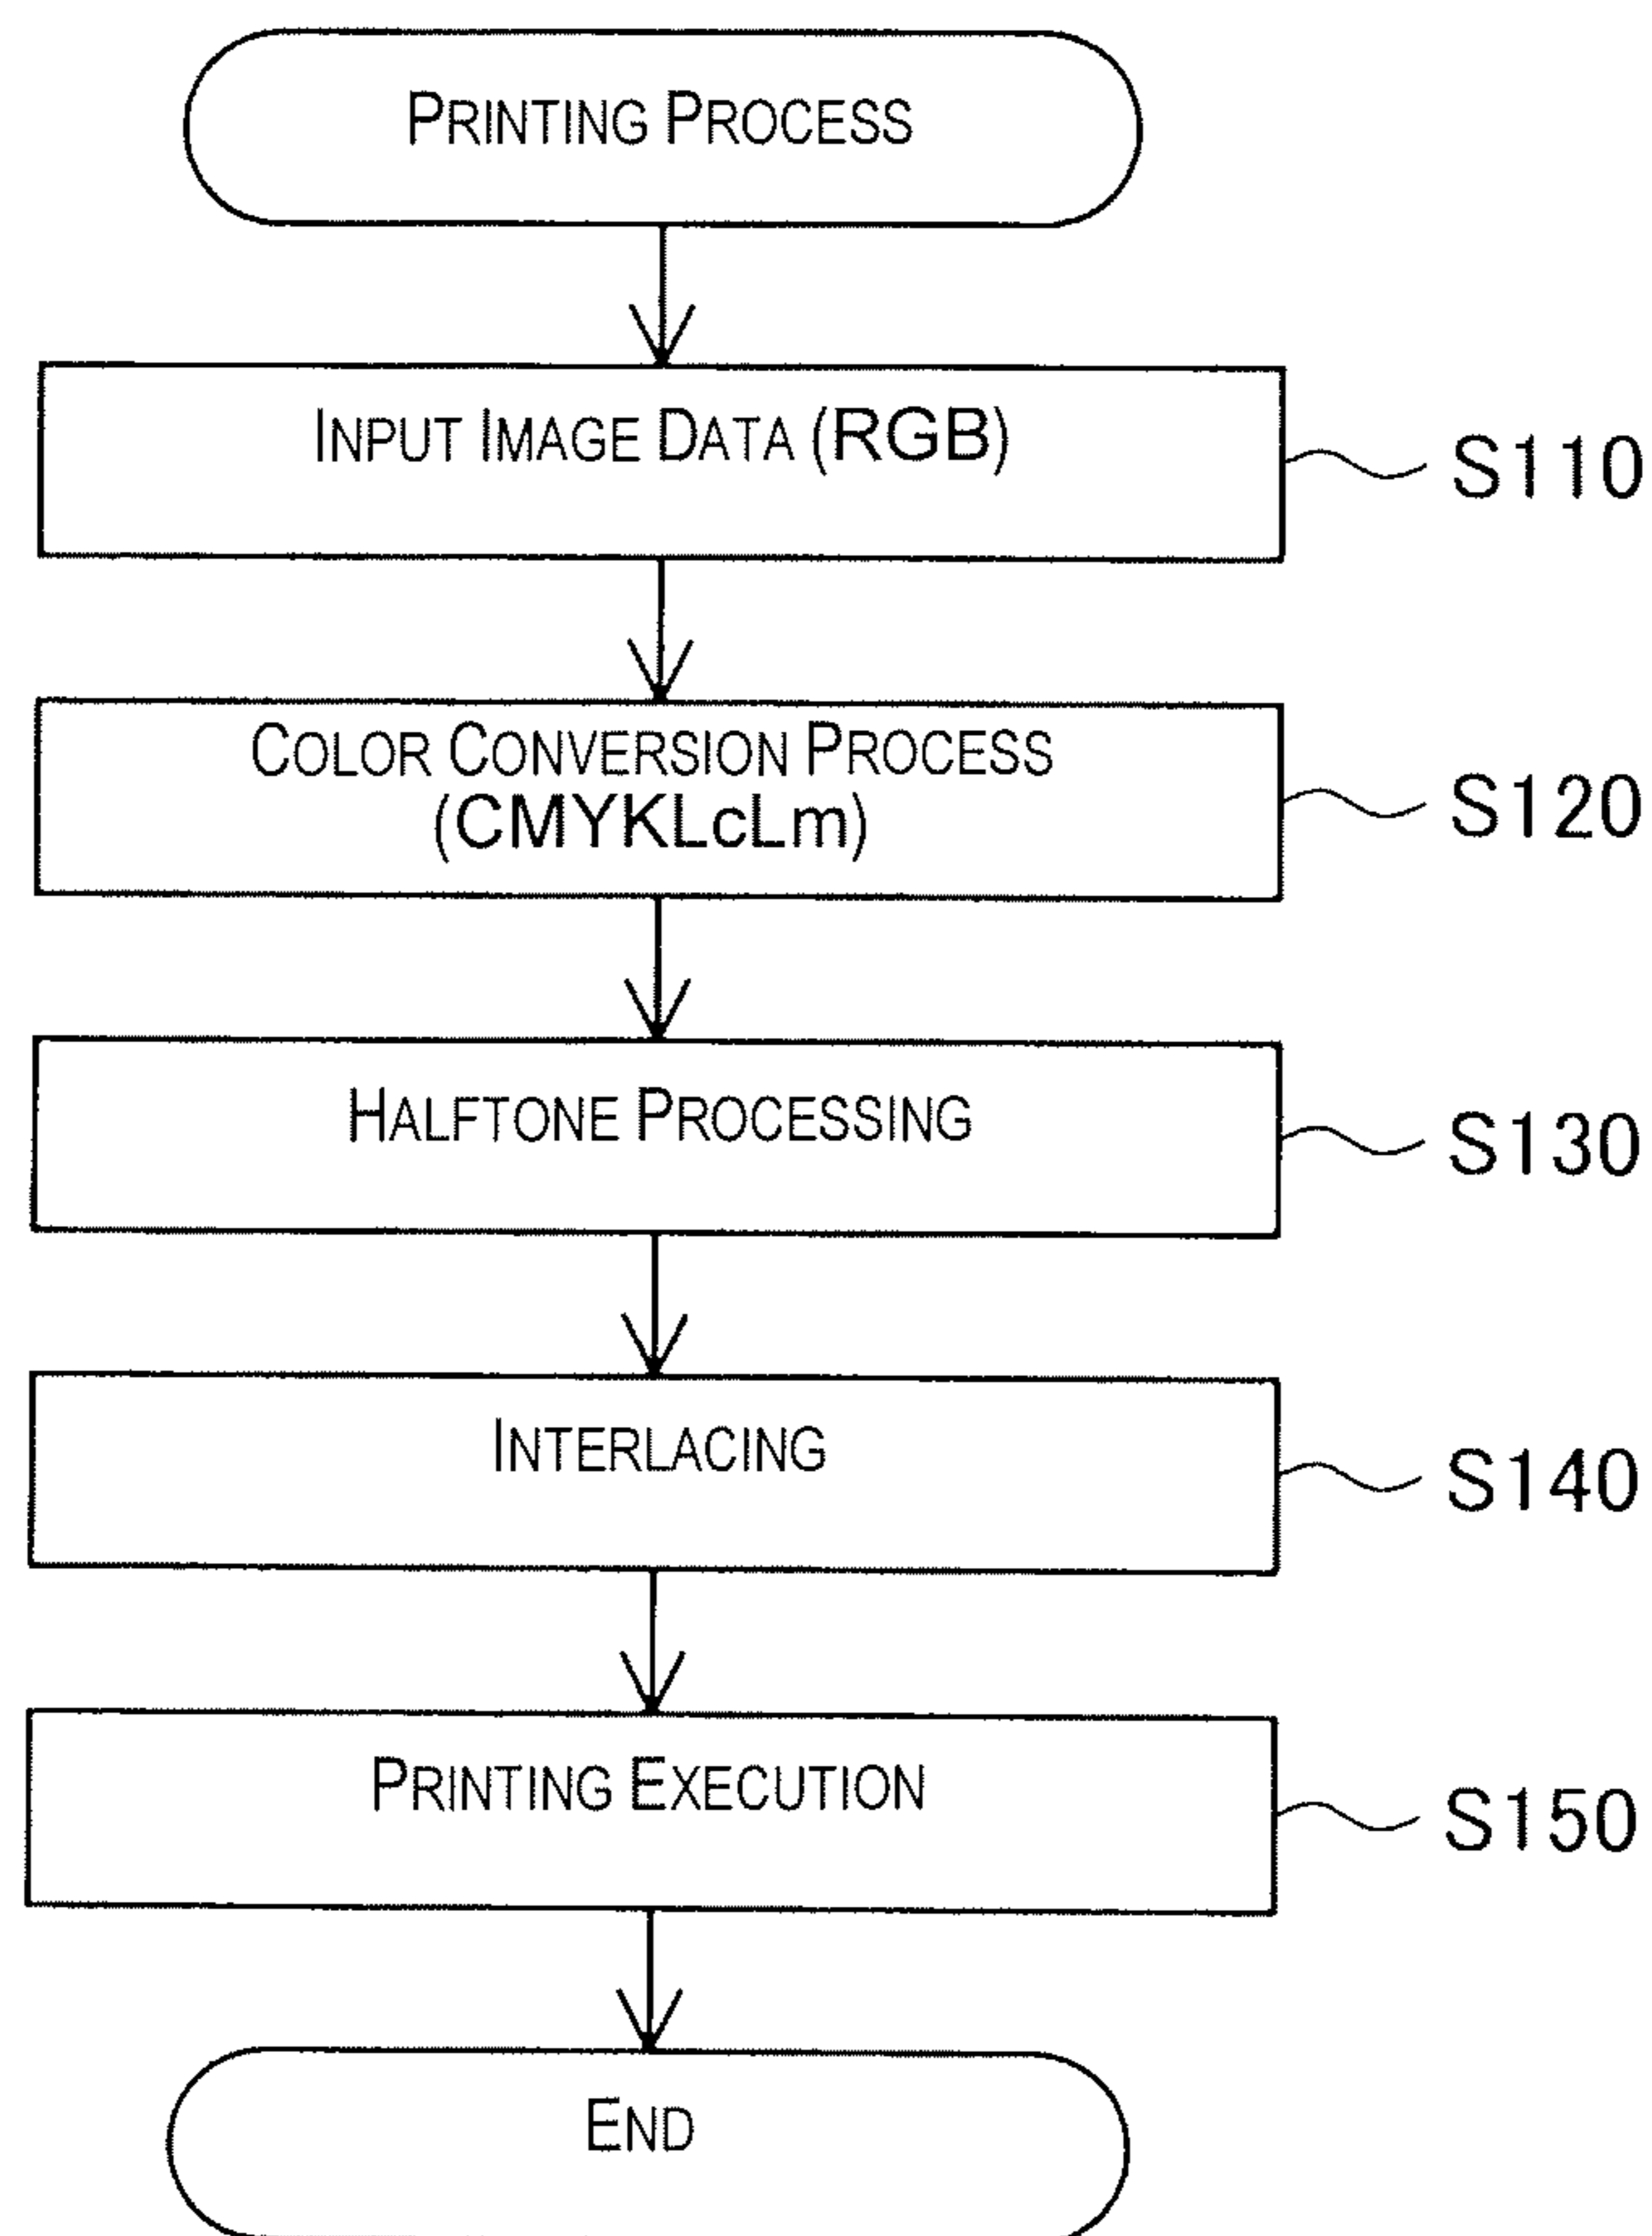 PRINTING PROCESS
INPUT IMAGE DATA (RGB)
S110
COLOR CONVERSION PROCESS
(CMYKLcLm)
S120
HALFTONE PROCESSING
S130
INTERLACING
S140
PRINTING EXECUTION
S150
END